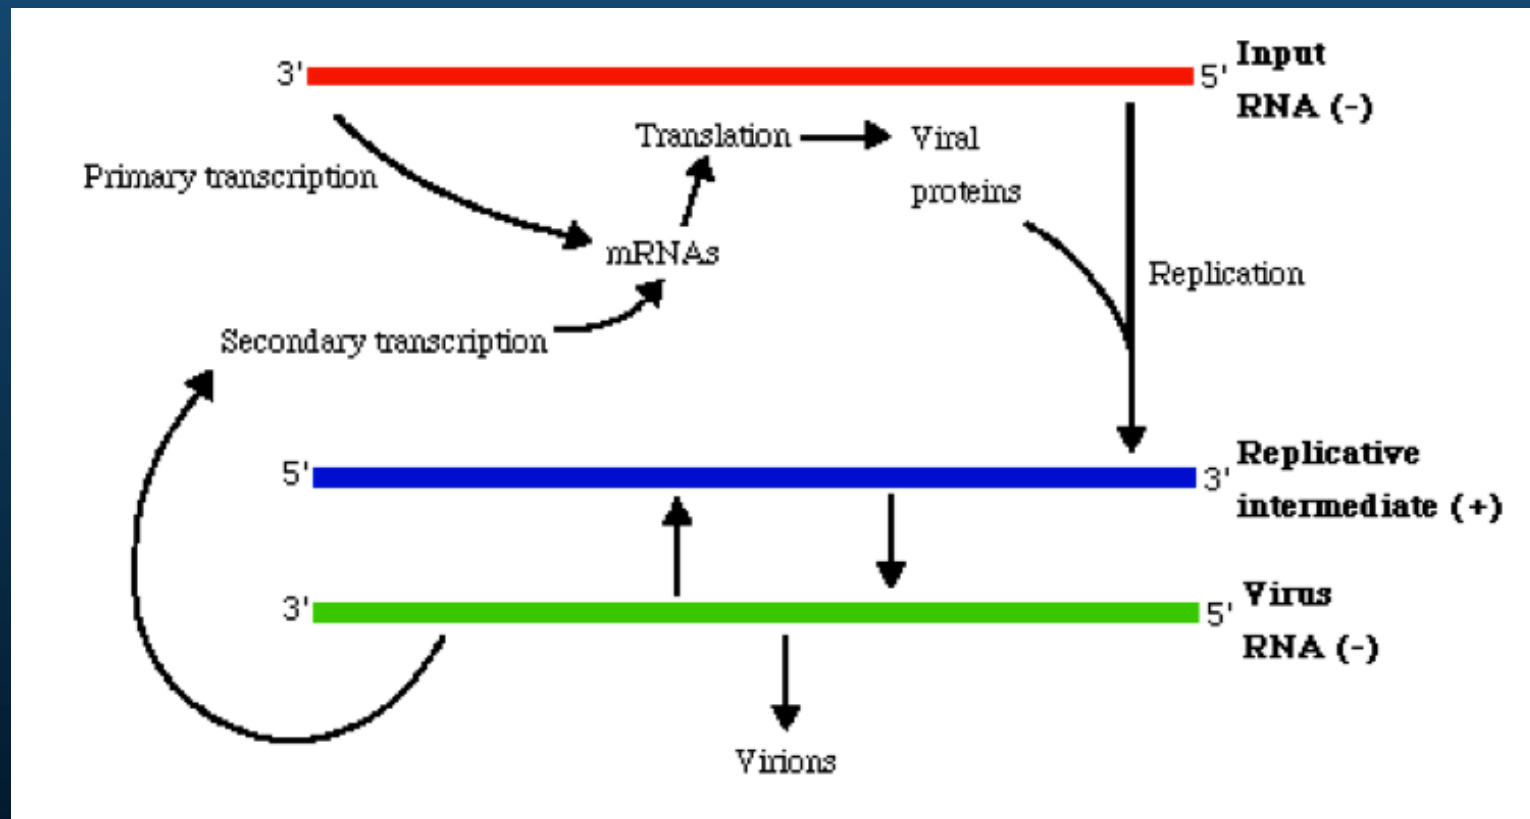 3'
5'
Input
RNA (-)
Translation
Viral
proteins
Primary transcription
mRNAs
Replication
Secondary transcription
5'
3'
Replicative
intermediate (+)
3'
5'
Virus
RNA (-)
Virions